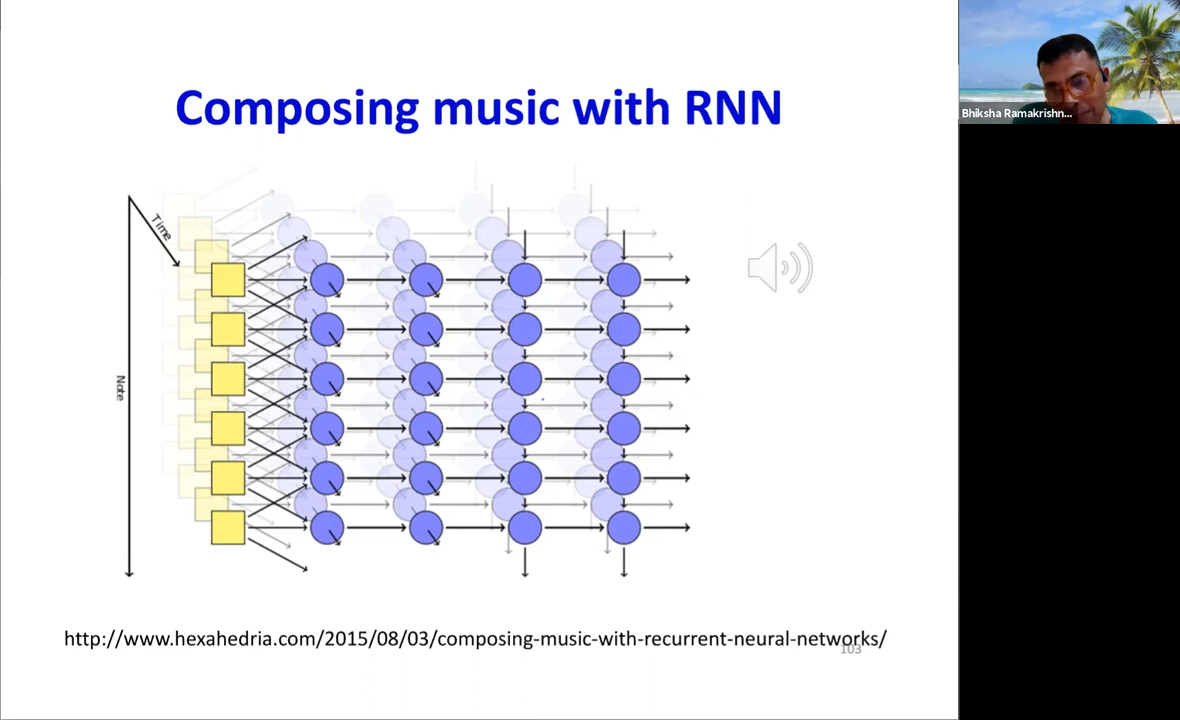 Composing music with RNN
Bhiksha Ramakrishn...
Time
Note
http://www.hexahedria.com/2015/08/03/composing-music-with-recurrent-neural-networks/
103